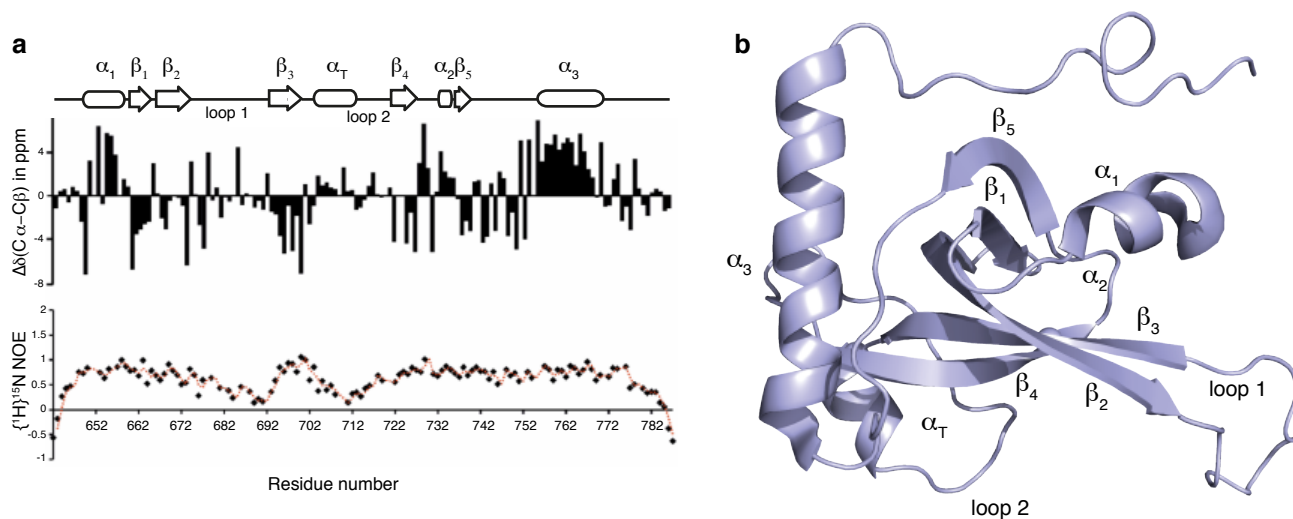 a
α1 β1 β2 β3 αT β4 α2 β5 α3
loop 1 loop 2
Δδ(C α–Cβ) in ppm
4
0
-4
-8
{¹H}¹⁵N NOE
2
1.5
1
0.5
0
-0.5
-1
652 662 672 682 692 702 712 722 732 742 752 762 772 782
Residue number
b
β5
β1
α1
α3
α2
β3
loop 1
β4
β2
αT
loop 2